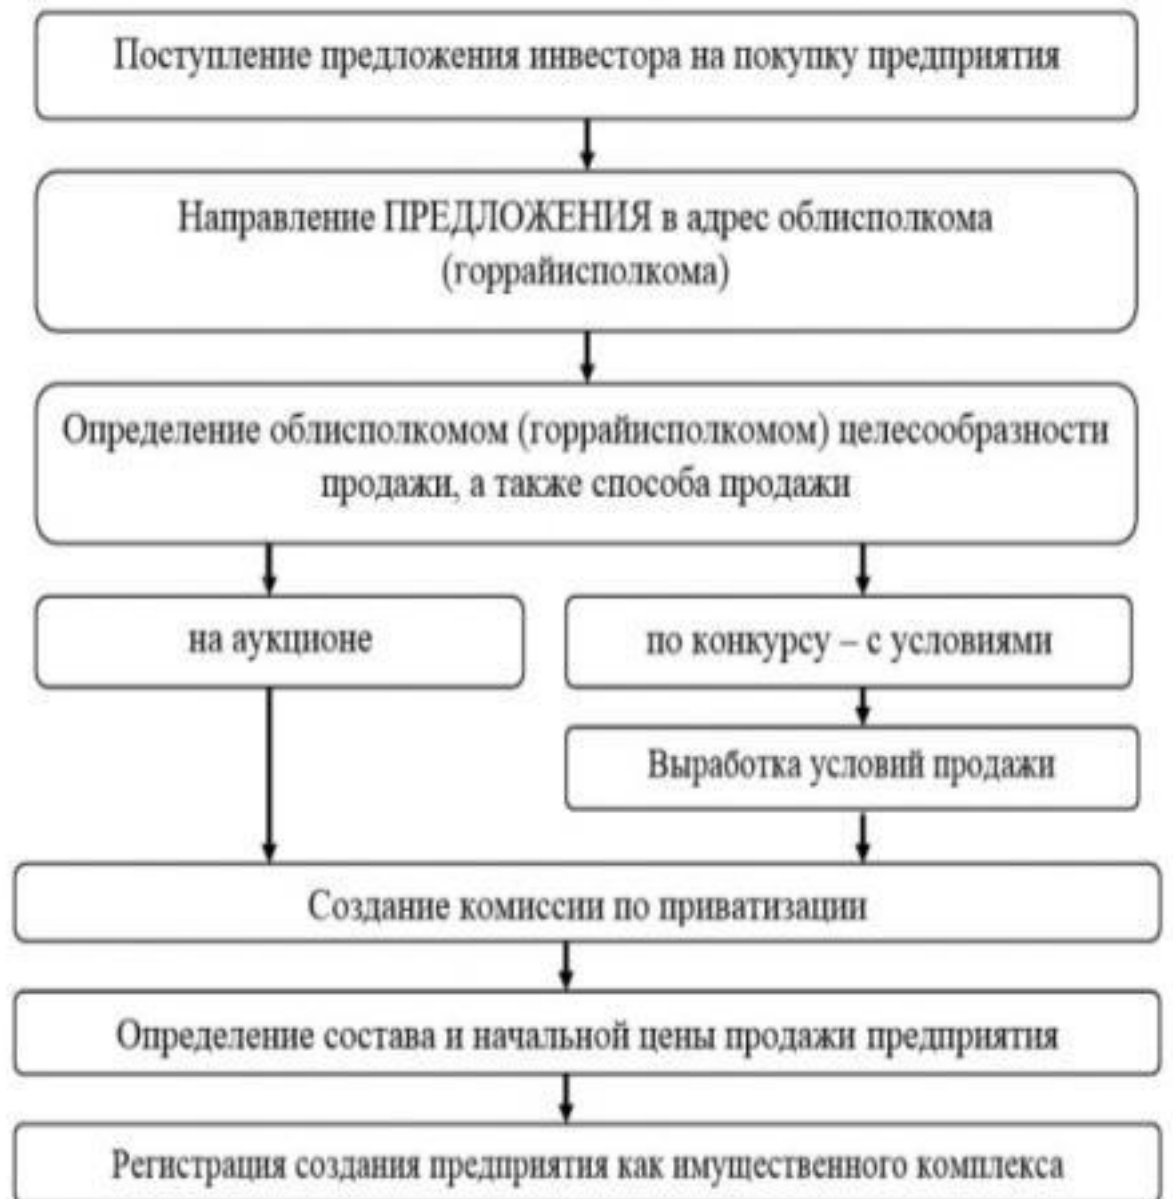 Поступление предложения инвестора на покупку предприятия
Направление ПРЕДЛОЖЕНИЯ в адрес облисполкома
(горрайисполкома)
Определение облисполкомом (горрайисполкомом) целесообразности
продажи, а также способа продажи
на аукционе
по конкурсу – с условиями
Выработка условий продажи
Создание комиссии по приватизации
Определение состава и начальной цены продажи предприятия
Регистрация создания предприятия как имущественного комплекса